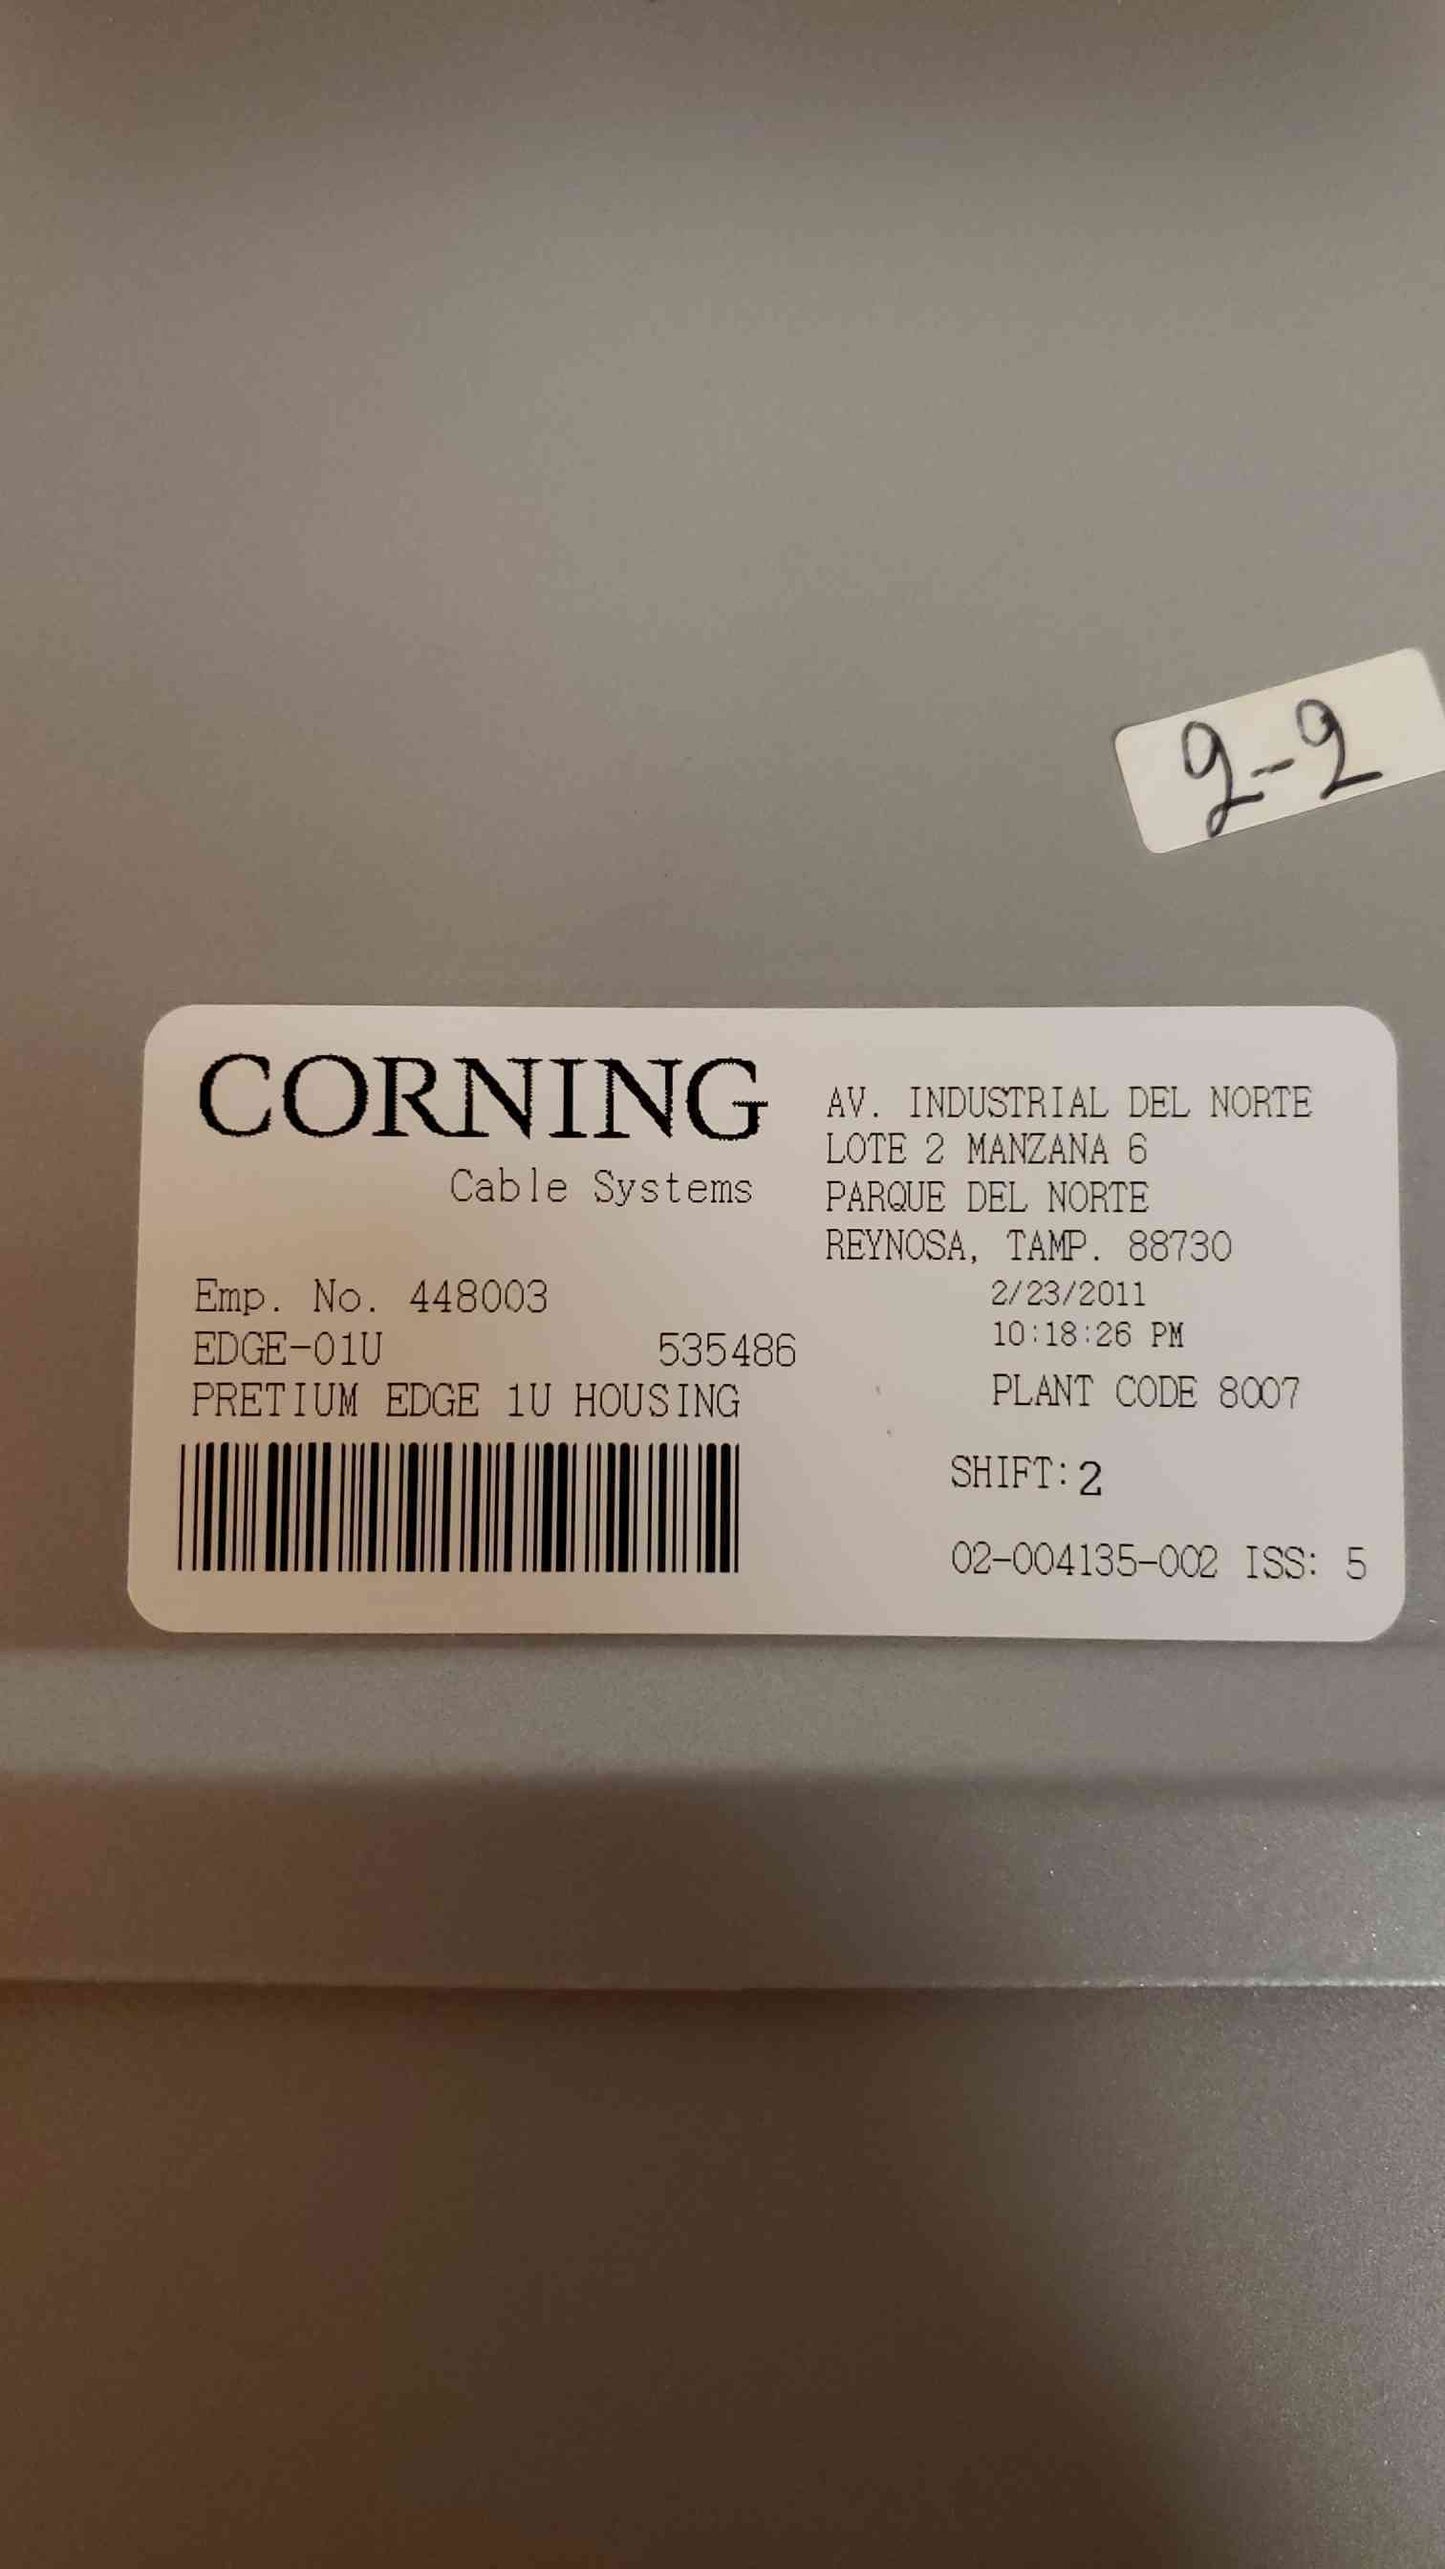 2-2
CORNING
Cable Systems
AV. INDUSTRIAL DEL NORTE
LOTE 2 MANZANA 6
PARQUE DEL NORTE
REYNOSA, TAMP. 88730
2/23/2011
10:18:26 PM
PLANT CODE 8007
Emp. No. 448003
EDGE-01U 535486
PRETIUM EDGE 1U HOUSING
SHIFT: 2
02-004135-002 ISS: 5